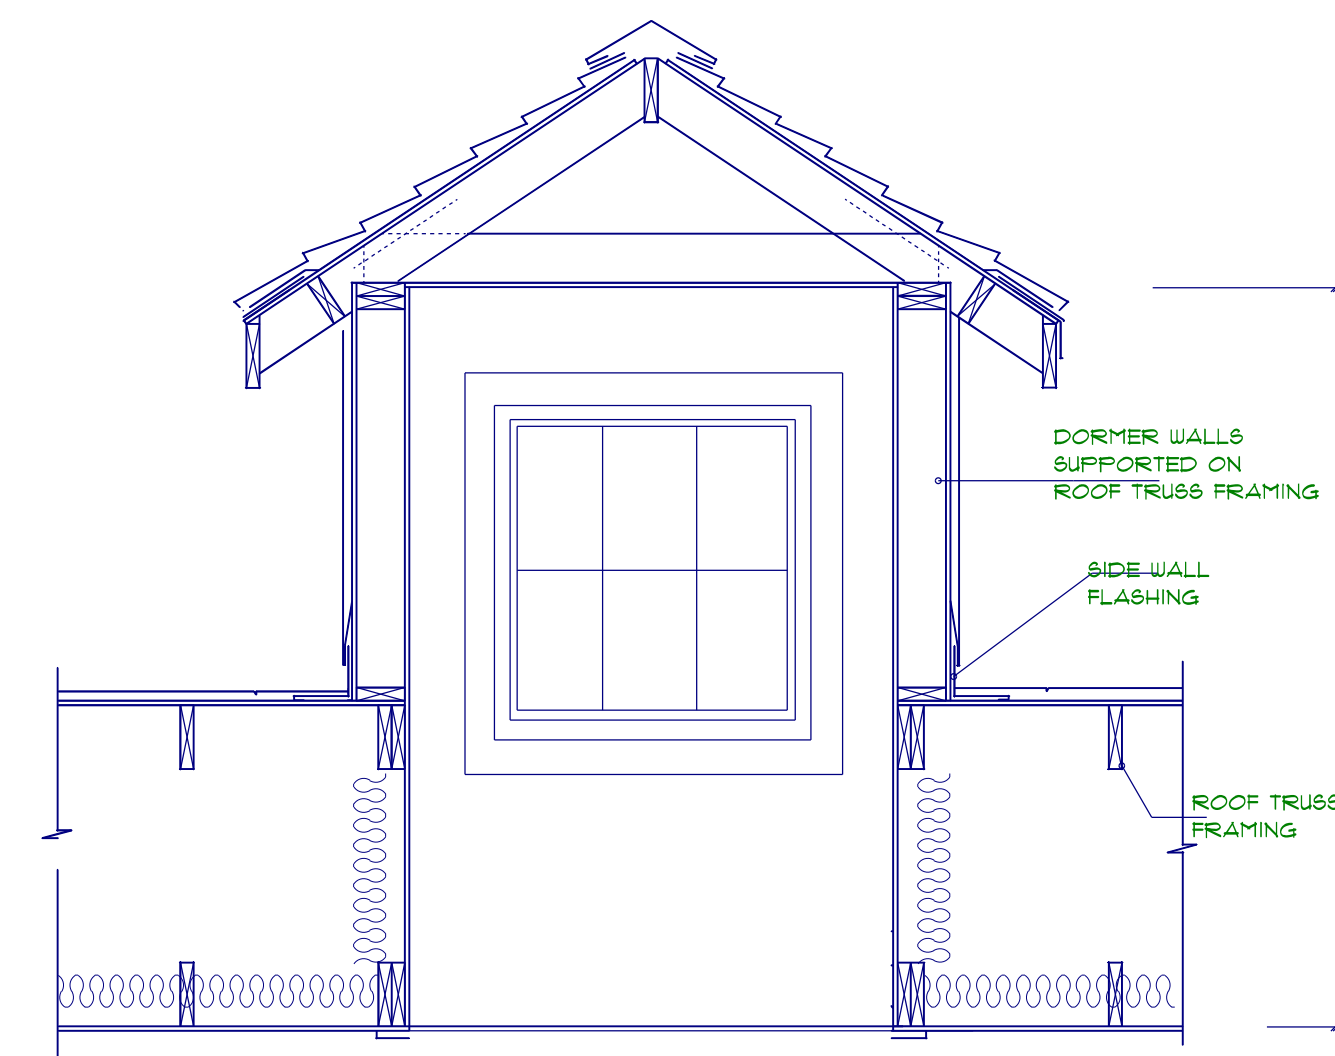 DORMER WALLS
SUPPORTED ON
ROOF TRUSS FRAMING
SIDE WALL
FLASHING
ROOF TRUSS
FRAMING